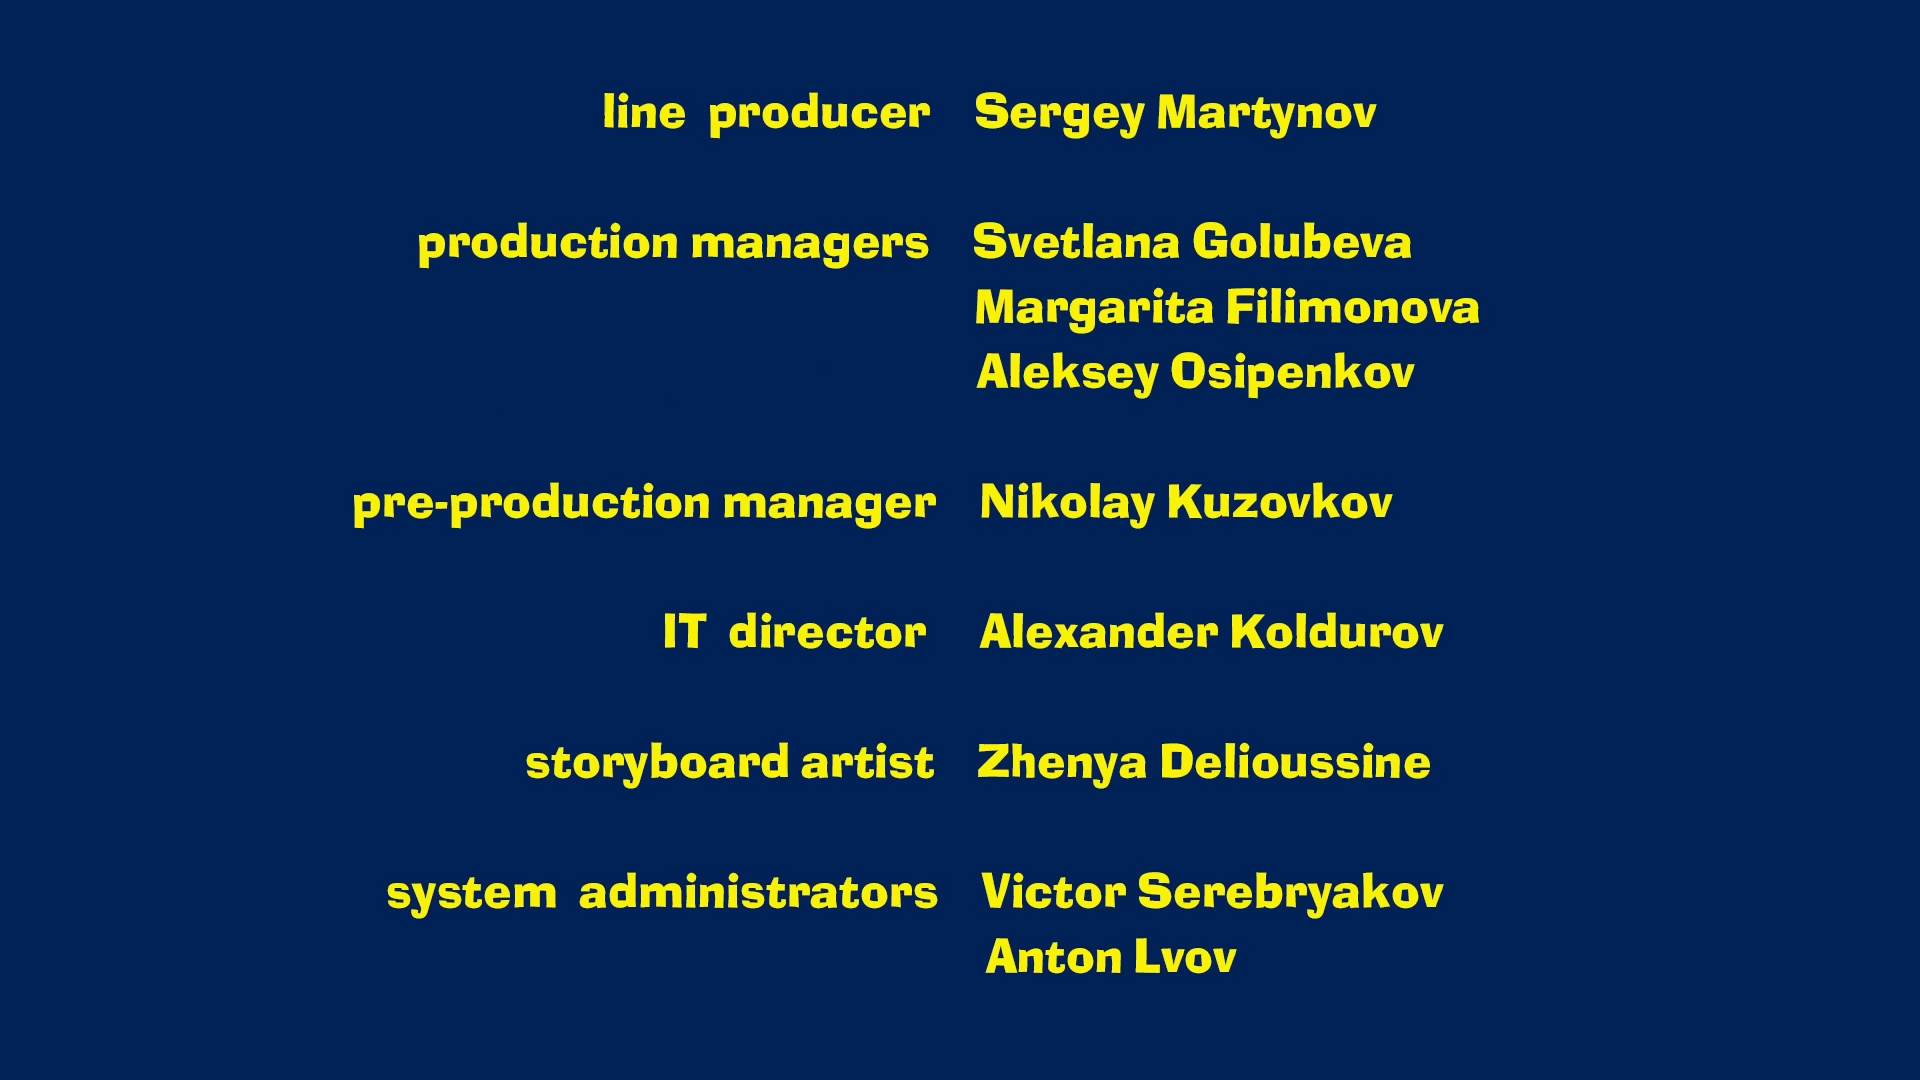 line producer Sergey Martynov
production managers Svetlana Golubeva
Margarita Filimonova
Aleksey Osipenkov
pre-production manager Nikolay Kuzovkov
IT director Alexander Koldurov
storyboard artist Zhenya Delioussine
system administrators Victor Serebryakov
Anton Lvov